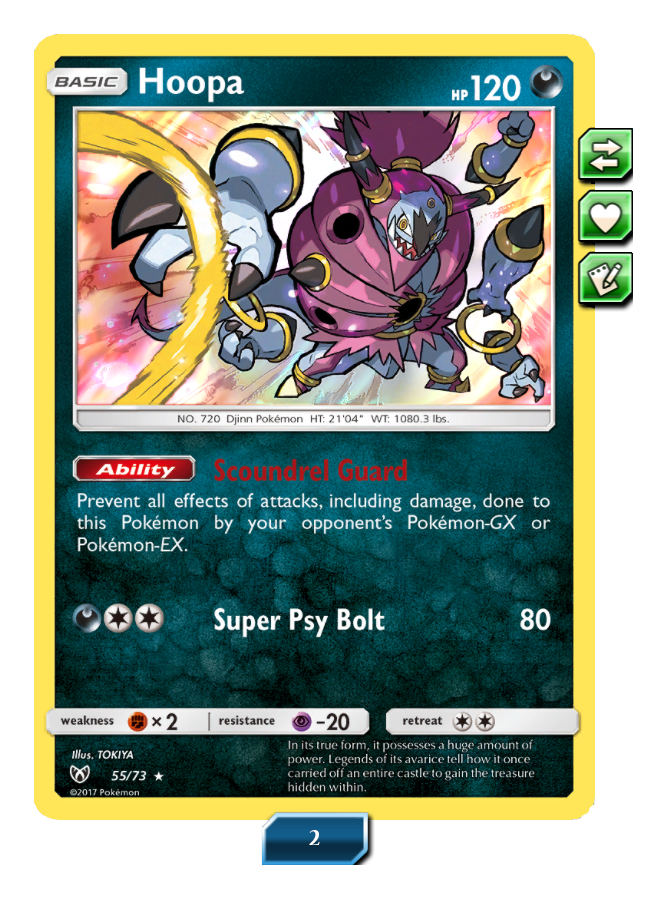 BASIC Hoopa HP 120
NO. 720 Djinn Pokémon HT: 21'04" WT: 1080.3 lbs.
Ability Scoundrel Guard
Prevent all effects of attacks, including damage, done to
this Pokémon by your opponent's Pokémon-GX or
Pokémon-EX.
Super Psy Bolt 80
weakness ×2 resistance -20 retreat
Illus. TOKIYA
55/73 ★
©2017 Pokémon
In its true form, it possesses a huge amount of
power. Legends of its avarice tell how it once
carried off an entire castle to gain the treasure
hidden within.
2